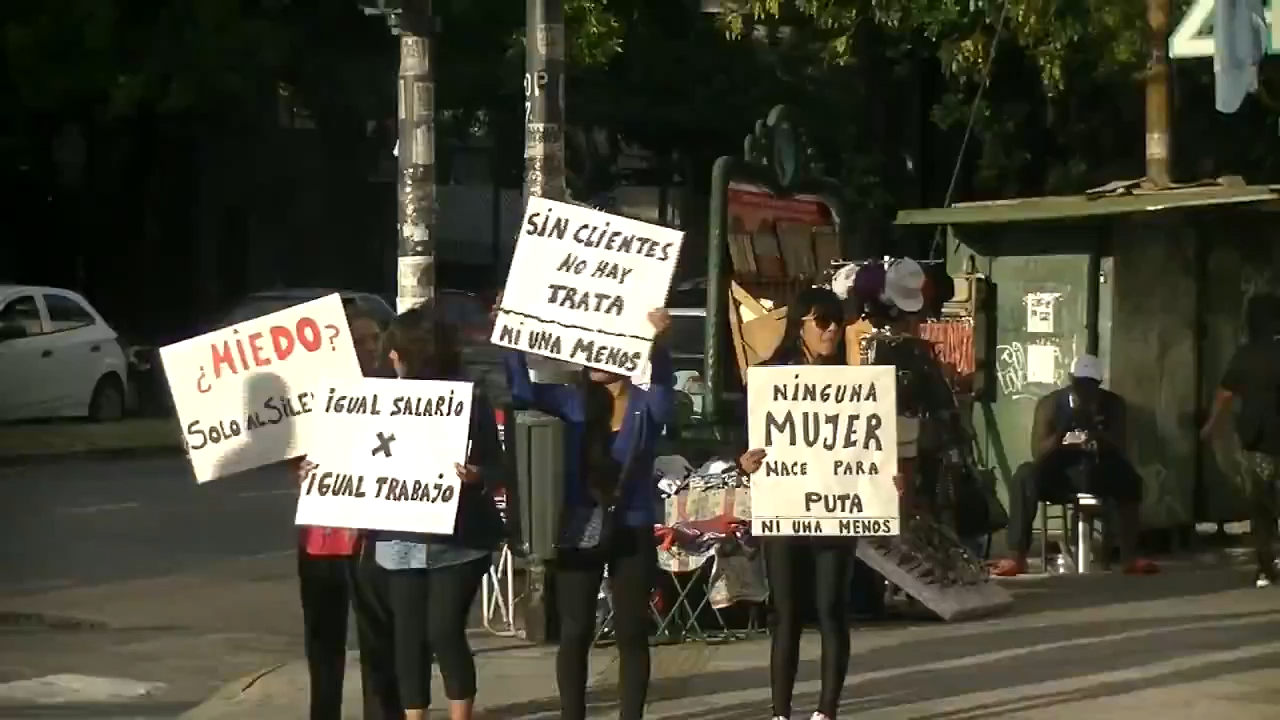 ¿MIEDO?
SOLO AL SILE
IGUAL SALARIO
X
IGUAL TRABAJO
SIN CLIENTES
NO HAY
TRATA
NI UNA MENOS
NINGUNA
MUJER
NACE PARA
PUTA
NI UNA MENOS